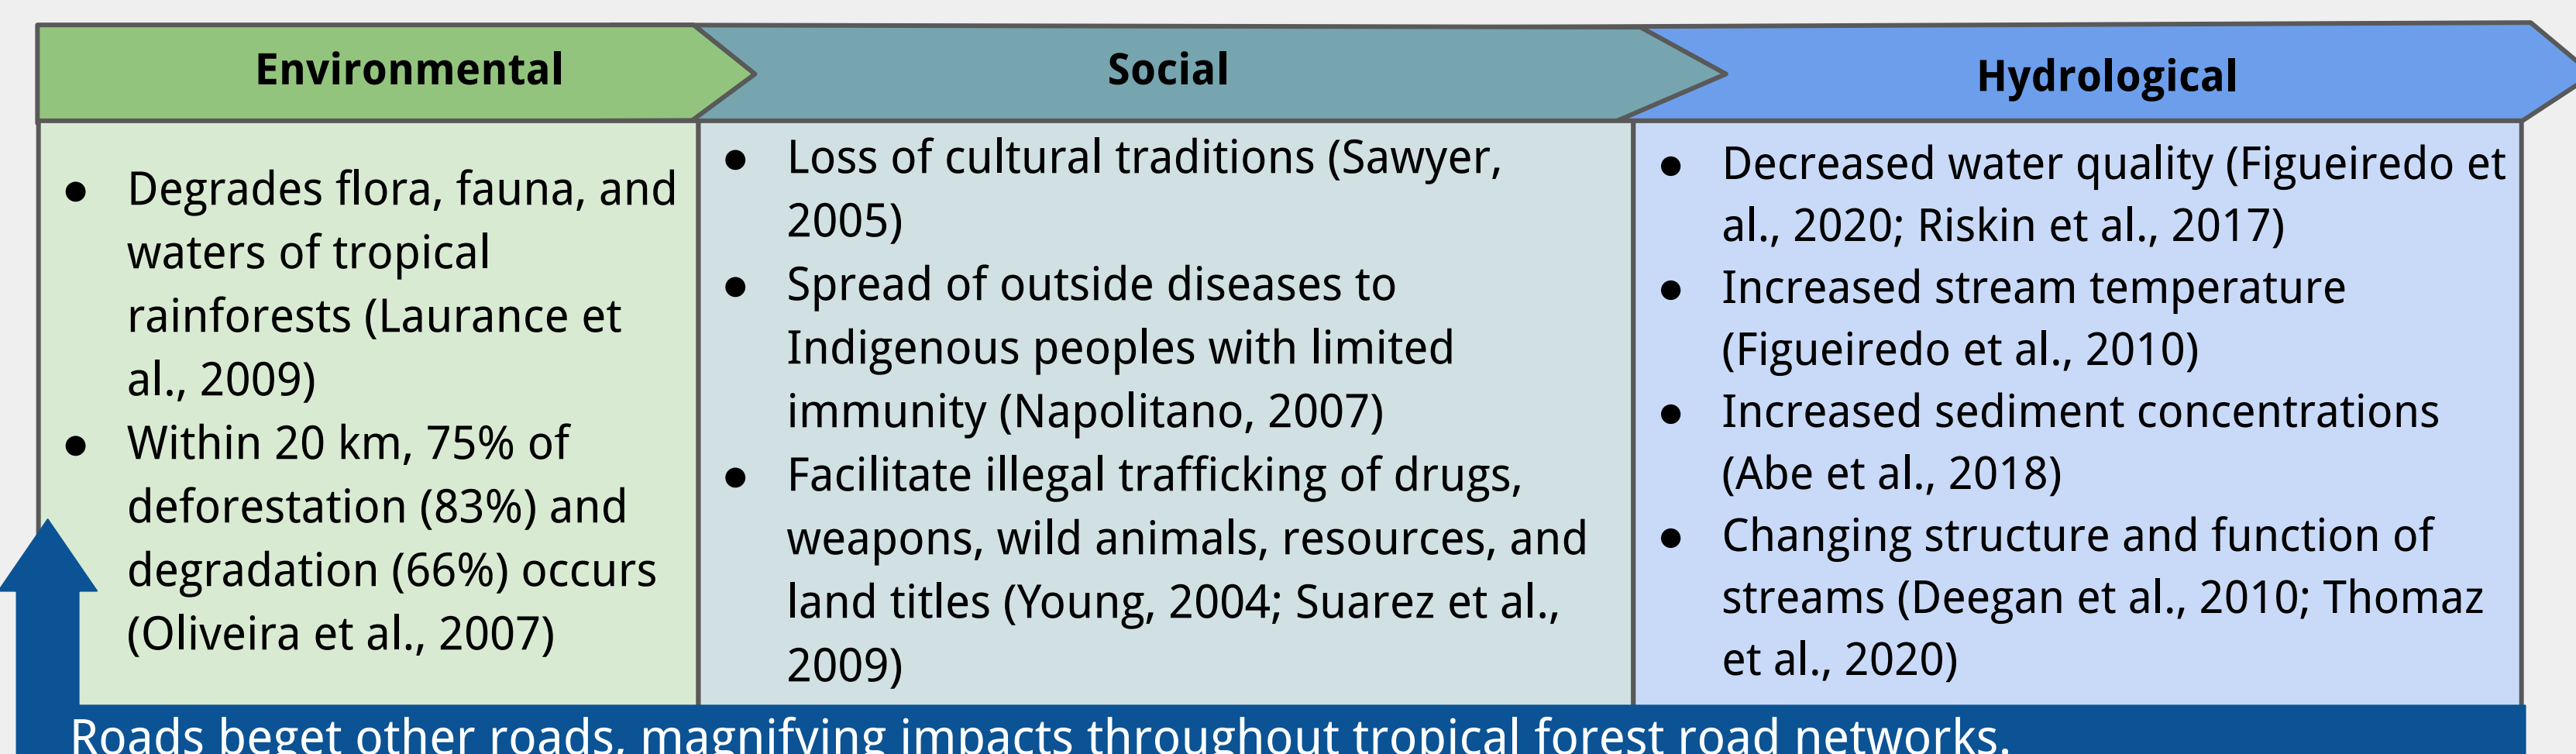 Environmental
● Degrades flora, fauna, and
waters of tropical
rainforests (Laurance et
al., 2009)
● Within 20 km, 75% of
deforestation (83%) and
degradation (66%) occurs
(Oliveira et al., 2007)
Social
● Loss of cultural traditions (Sawyer,
2005)
● Spread of outside diseases to
Indigenous peoples with limited
immunity (Napolitano, 2007)
● Facilitate illegal trafficking of drugs,
weapons, wild animals, resources, and
land titles (Young, 2004; Suarez et al.,
2009)
Hydrological
● Decreased water quality (Figueiredo et
al., 2020; Riskin et al., 2017)
● Increased stream temperature
(Figueiredo et al., 2010)
● Increased sediment concentrations
(Abe et al., 2018)
● Changing structure and function of
streams (Deegan et al., 2010; Thomaz
et al., 2020)
Roads beget other roads, magnifying impacts throughout tropical forest road networks.